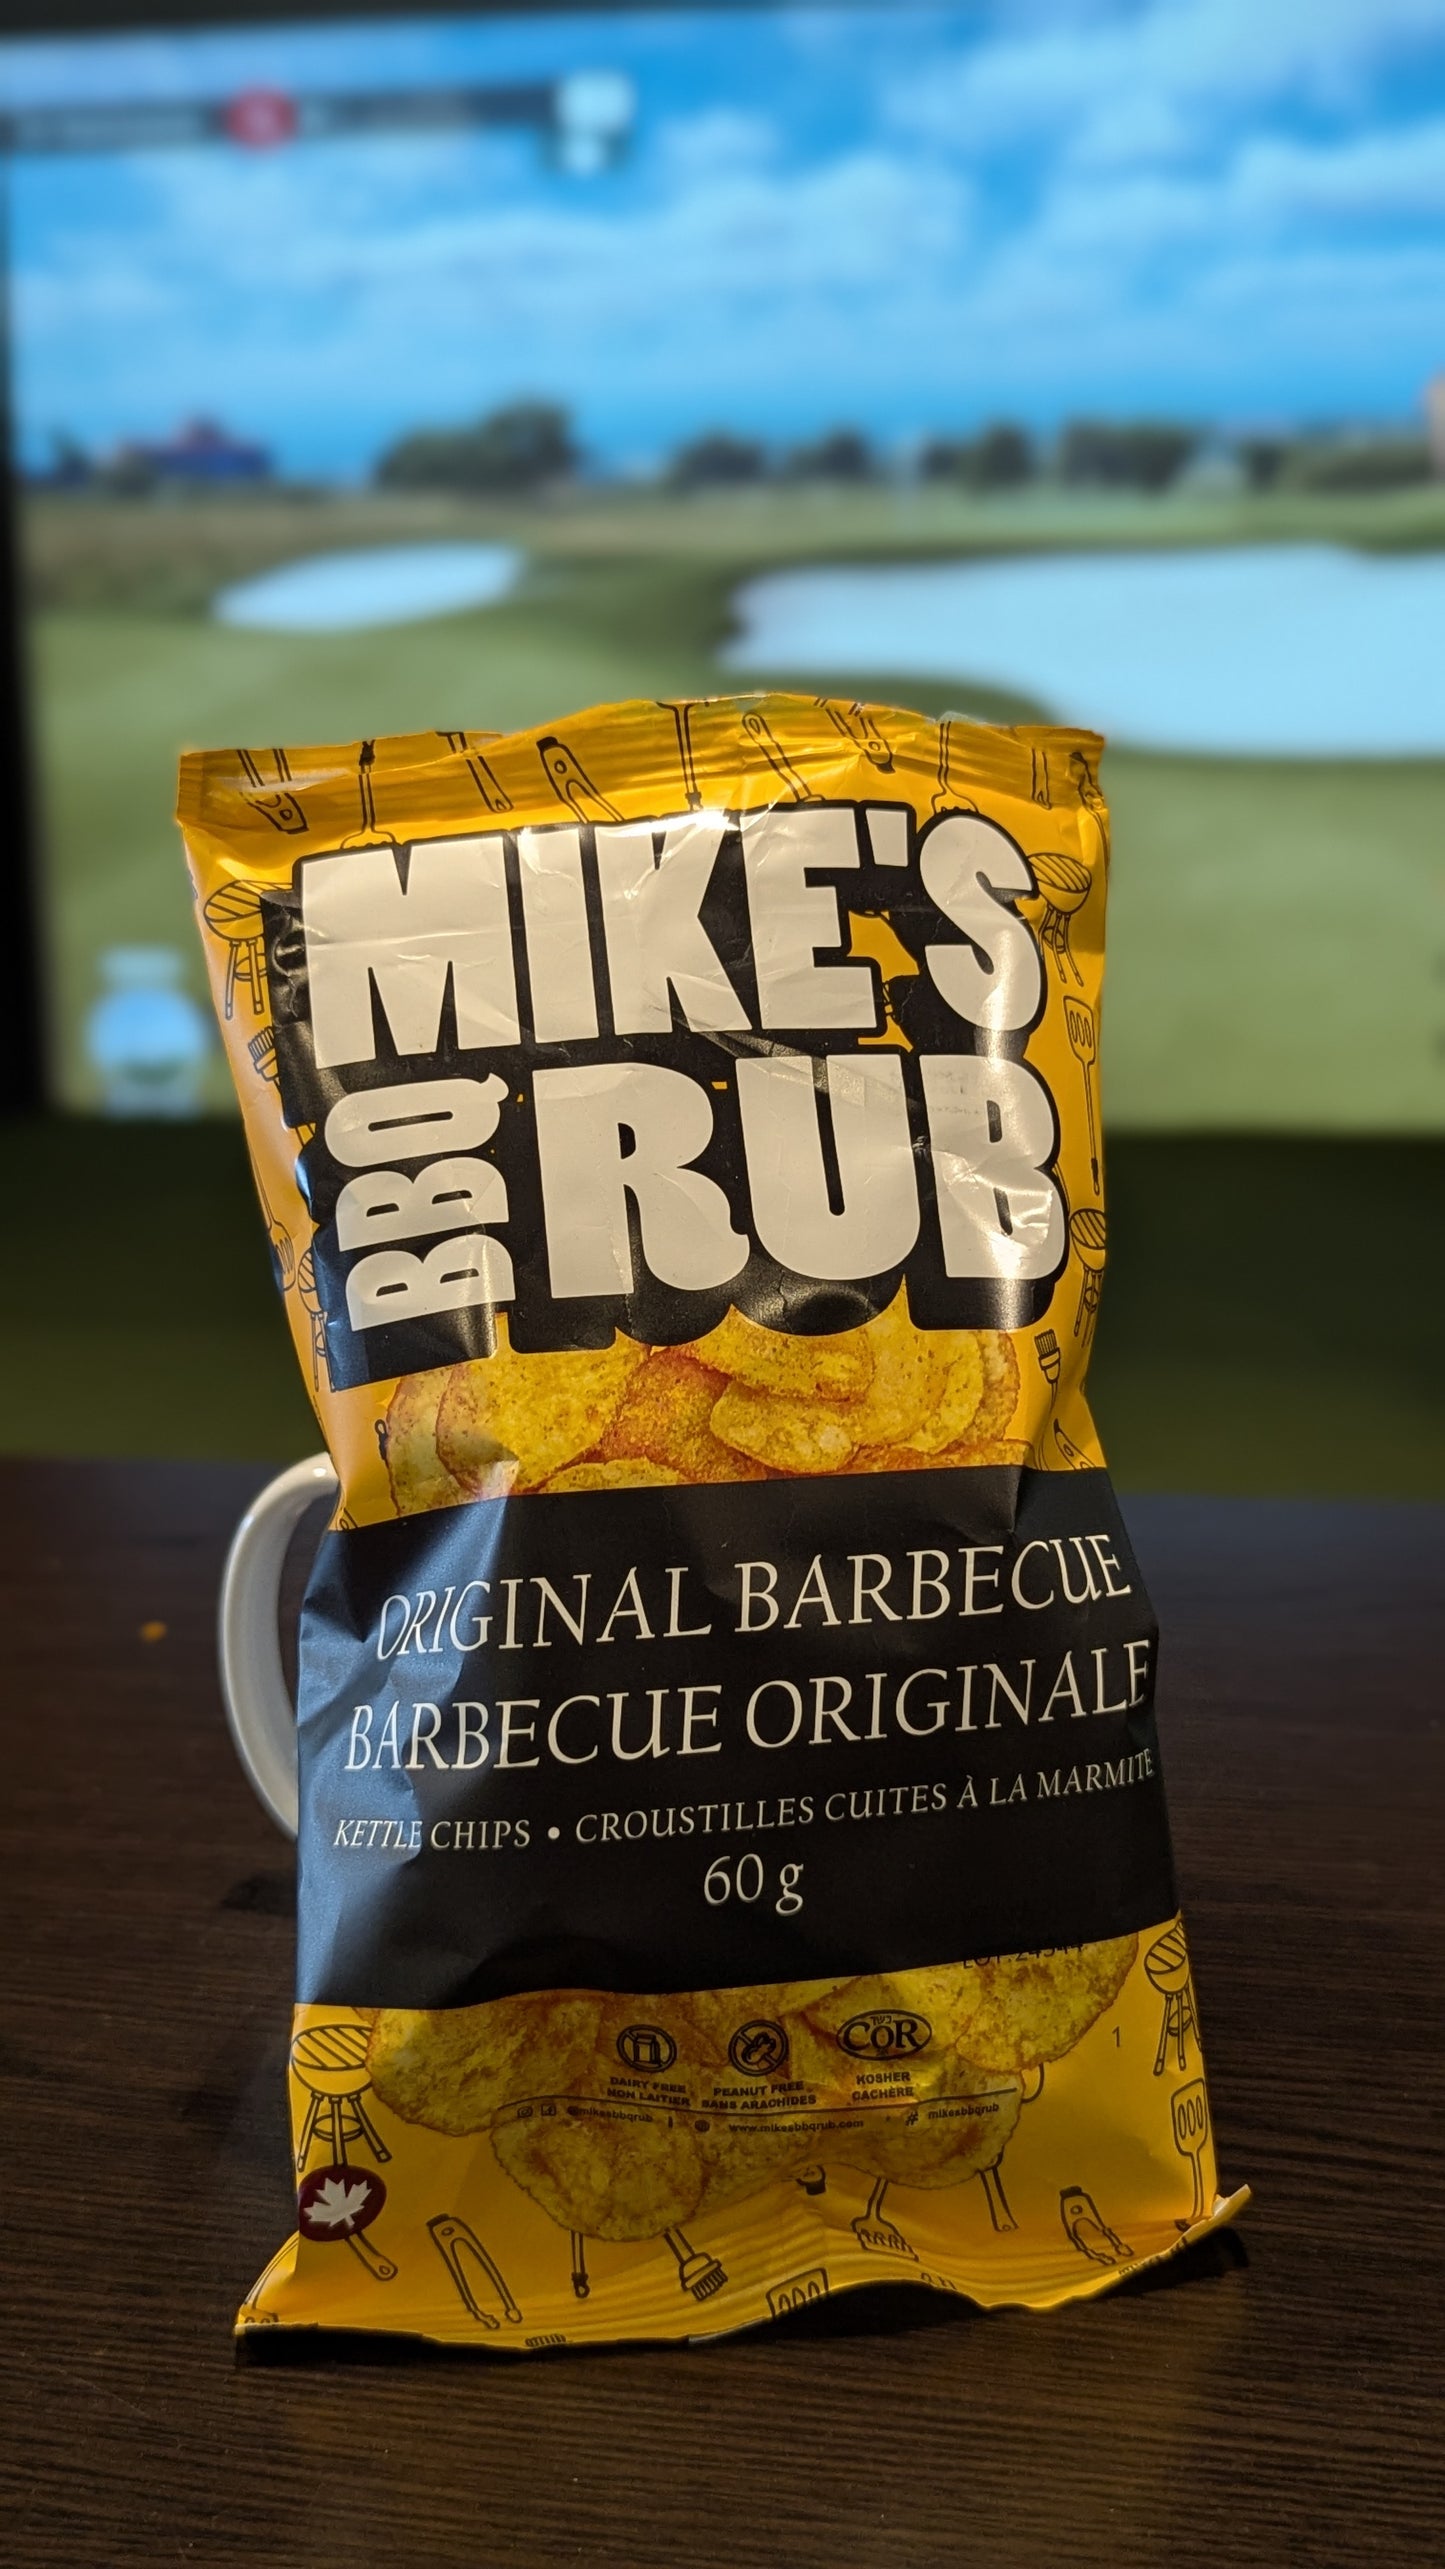 MIKE'S
BBQ RUB
ORIGINAL BARBECUE
BARBECUE ORIGINALE
KETTLE CHIPS • CROUSTILLES CUITES À LA MARMITE
60 g
COR
DAIRY FREE
NON LAITIER
PEANUT FREE
SANS ARACHIDES
KOSHER
CACHÈRE
@mikesbbqrub | www.mikesbbqrub.com • # mikesbbqrub
1